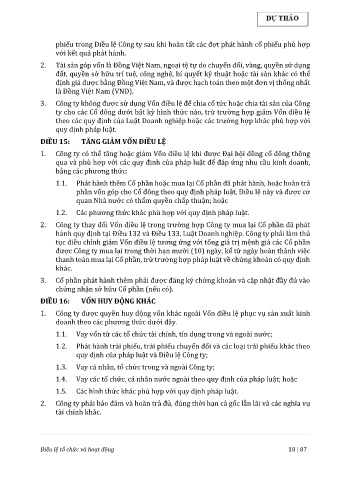 DỰ THẢO
phiếu trong Điều lệ Công ty sau khi hoàn tất các đợt phát hành cổ phiếu phù hợp
với kết quả phát hành.
2. Tài sản góp vốn là Đồng Việt Nam, ngoại tệ tự do chuyển đổi, vàng, quyền sử dụng
đất, quyền sở hữu trí tuệ, công nghệ, bí quyết kỹ thuật hoặc tài sản khác có thể
định giá được bằng Đồng Việt Nam, và được hạch toán theo một đơn vị thống nhất
là Đồng Việt Nam (VNĐ).
3. Công ty không được sử dụng Vốn điều lệ để chia cổ tức hoặc chia tài sản của Công
ty cho các Cổ đông dưới bất kỳ hình thức nào, trừ trường hợp giảm Vốn điều lệ
theo các quy định của Luật Doanh nghiệp hoặc các trường hợp khác phù hợp với
quy định pháp luật.
ĐIỀU 15: TĂNG GIẢM VỐN ĐIỀU LỆ
1. Công ty có thể tăng hoặc giảm Vốn điều lệ khi được Đại hội đồng cổ đông thông
qua và phù hợp với các quy định của pháp luật để đáp ứng nhu cầu kinh doanh,
bằng các phương thức:
1.1. Phát hành thêm Cổ phần hoặc mua lại Cổ phần đã phát hành, hoặc hoàn trả
phần vốn góp cho Cổ đông theo quy định pháp luật, Điều lệ này và được cơ
quan Nhà nước có thẩm quyền chấp thuận; hoặc
1.2. Các phương thức khác phù hợp với quy định pháp luật.
2. Công ty thay đổi Vốn điều lệ trong trường hợp Công ty mua lại Cổ phần đã phát
hành quy định tại Điều 132 và Điều 133, Luật Doanh nghiệp. Công ty phải làm thủ
tục điều chỉnh giảm Vốn điều lệ tương ứng với tổng giá trị mệnh giá các Cổ phần
được Công ty mua lại trong thời hạn mười (10) ngày, kể từ ngày hoàn thành việc
thanh toán mua lại Cổ phần, trừ trường hợp pháp luật về chứng khoán có quy định
khác.
3. Cổ phần phát hành thêm phải được đăng ký chứng khoán và cập nhật đầy đủ vào
chứng nhận sở hữu Cổ phần (nếu có).
ĐIỀU 16: VỐN HUY ĐỘNG KHÁC
1. Công ty được quyền huy động vốn khác ngoài Vốn điều lệ phục vụ sản xuất kinh
doanh theo các phương thức dưới đây.
1.1. Vay vốn từ các tổ chức tài chính, tín dụng trong và ngoài nước;
1.2. Phát hành trái phiếu, trái phiếu chuyển đổi và các loại trái phiếu khác theo
quy định của pháp luật và Điều lệ Công ty;
1.3. Vay cá nhân, tổ chức trong và ngoài Công ty;
1.4. Vay các tổ chức, cá nhân nước ngoài theo quy định của pháp luật; hoặc
1.5. Các hình thức khác phù hợp với quy định pháp luật.
2. Công ty phải bảo đảm và hoàn trả đủ, đúng thời hạn cả gốc lẫn lãi và các nghĩa vụ
tài chính khác.
Điều lệ tổ chức và hoạt động 18 | 87